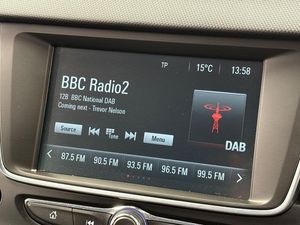 TP 15°C 13:58
BBC Radio2
12B BBC National DAB
Coming next - Trevor Nelson
Source Tone Menu
DAB
87.5 FM 90.5 FM 93.5 FM 96.5 FM 99.5 FM